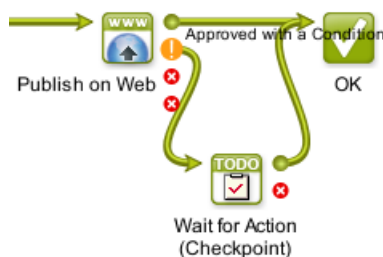 WWW
Approved with a Condition
Publish on Web
OK
TODO
Wait for Action
(Checkpoint)